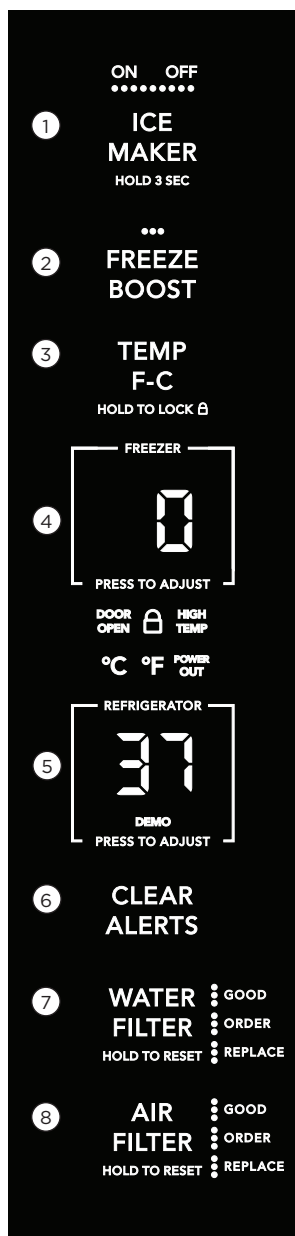 ON OFF
1 ICE
MAKER
HOLD 3 SEC
2 FREEZE
BOOST
3 TEMP
F-C
HOLD TO LOCK
FREEZER
4 0
PRESS TO ADJUST
DOOR HIGH
OPEN TEMP
°C °F POWER
OUT
REFRIGERATOR
5 37
DEMO
PRESS TO ADJUST
6 CLEAR
ALERTS
7 WATER GOOD
FILTER ORDER
HOLD TO RESET REPLACE
8 AIR GOOD
FILTER ORDER
HOLD TO RESET REPLACE